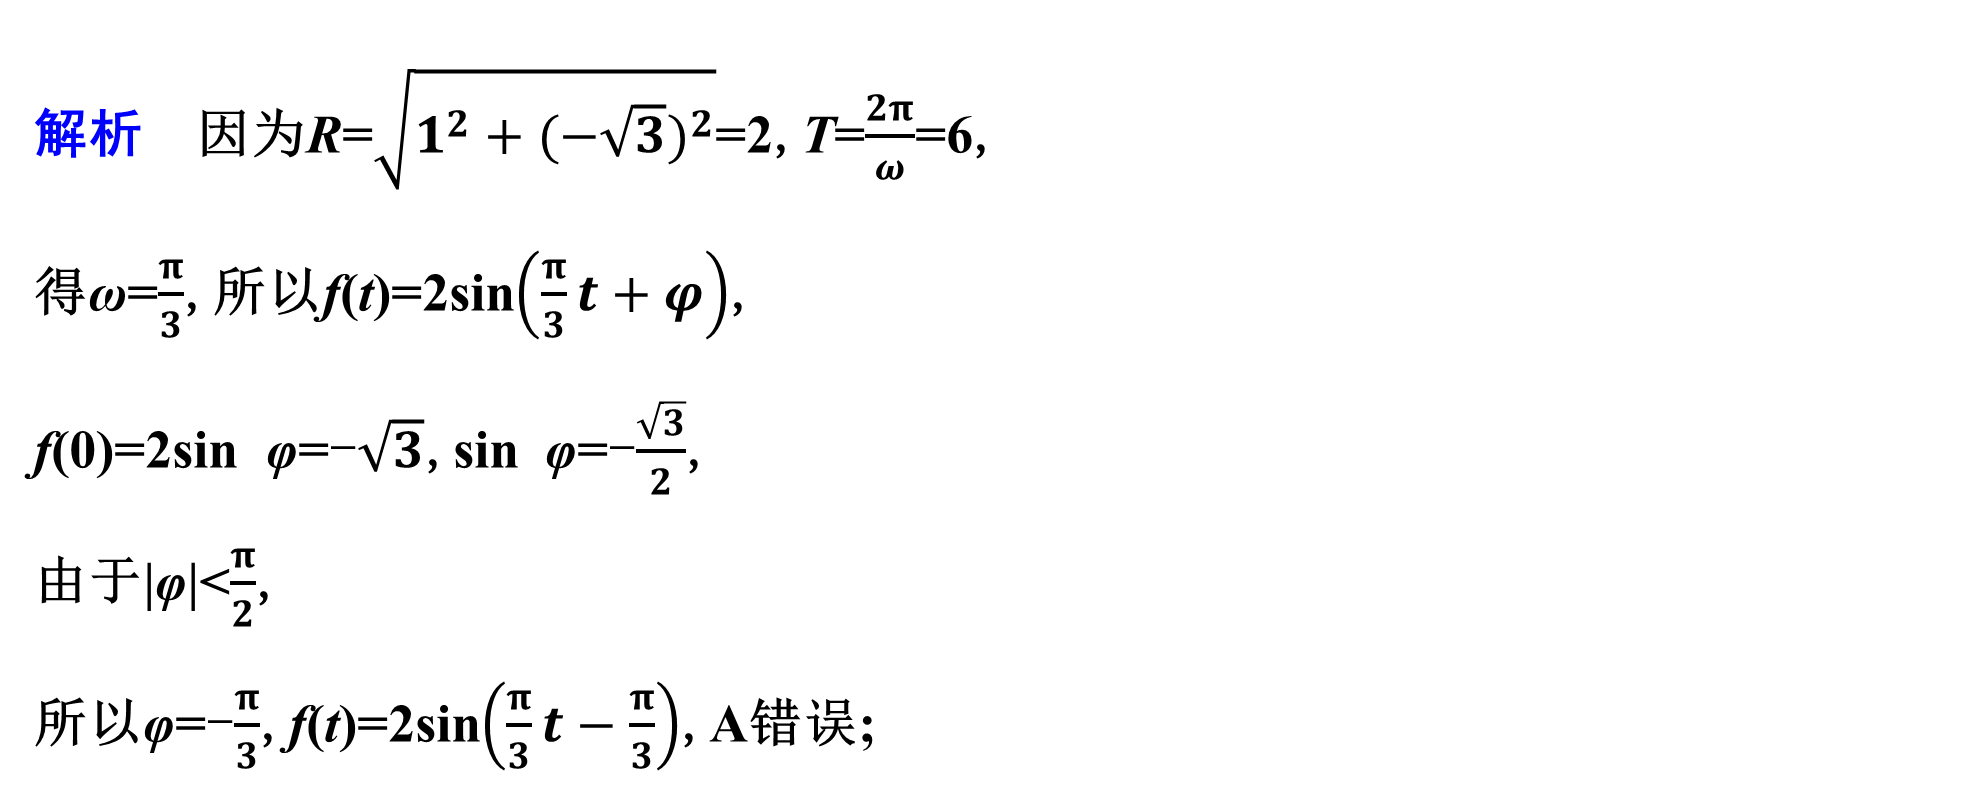 解析 因为R=√(1²+(−√3)²)=2, T=2π/ω=6,
得ω=π/3, 所以f(t)=2sin(π/3 t+φ),
f(0)=2sin φ=−√3, sin φ=−√3/2,
由于|φ|<π/2,
所以φ=−π/3, f(t)=2sin(π/3 t−π/3), A错误;